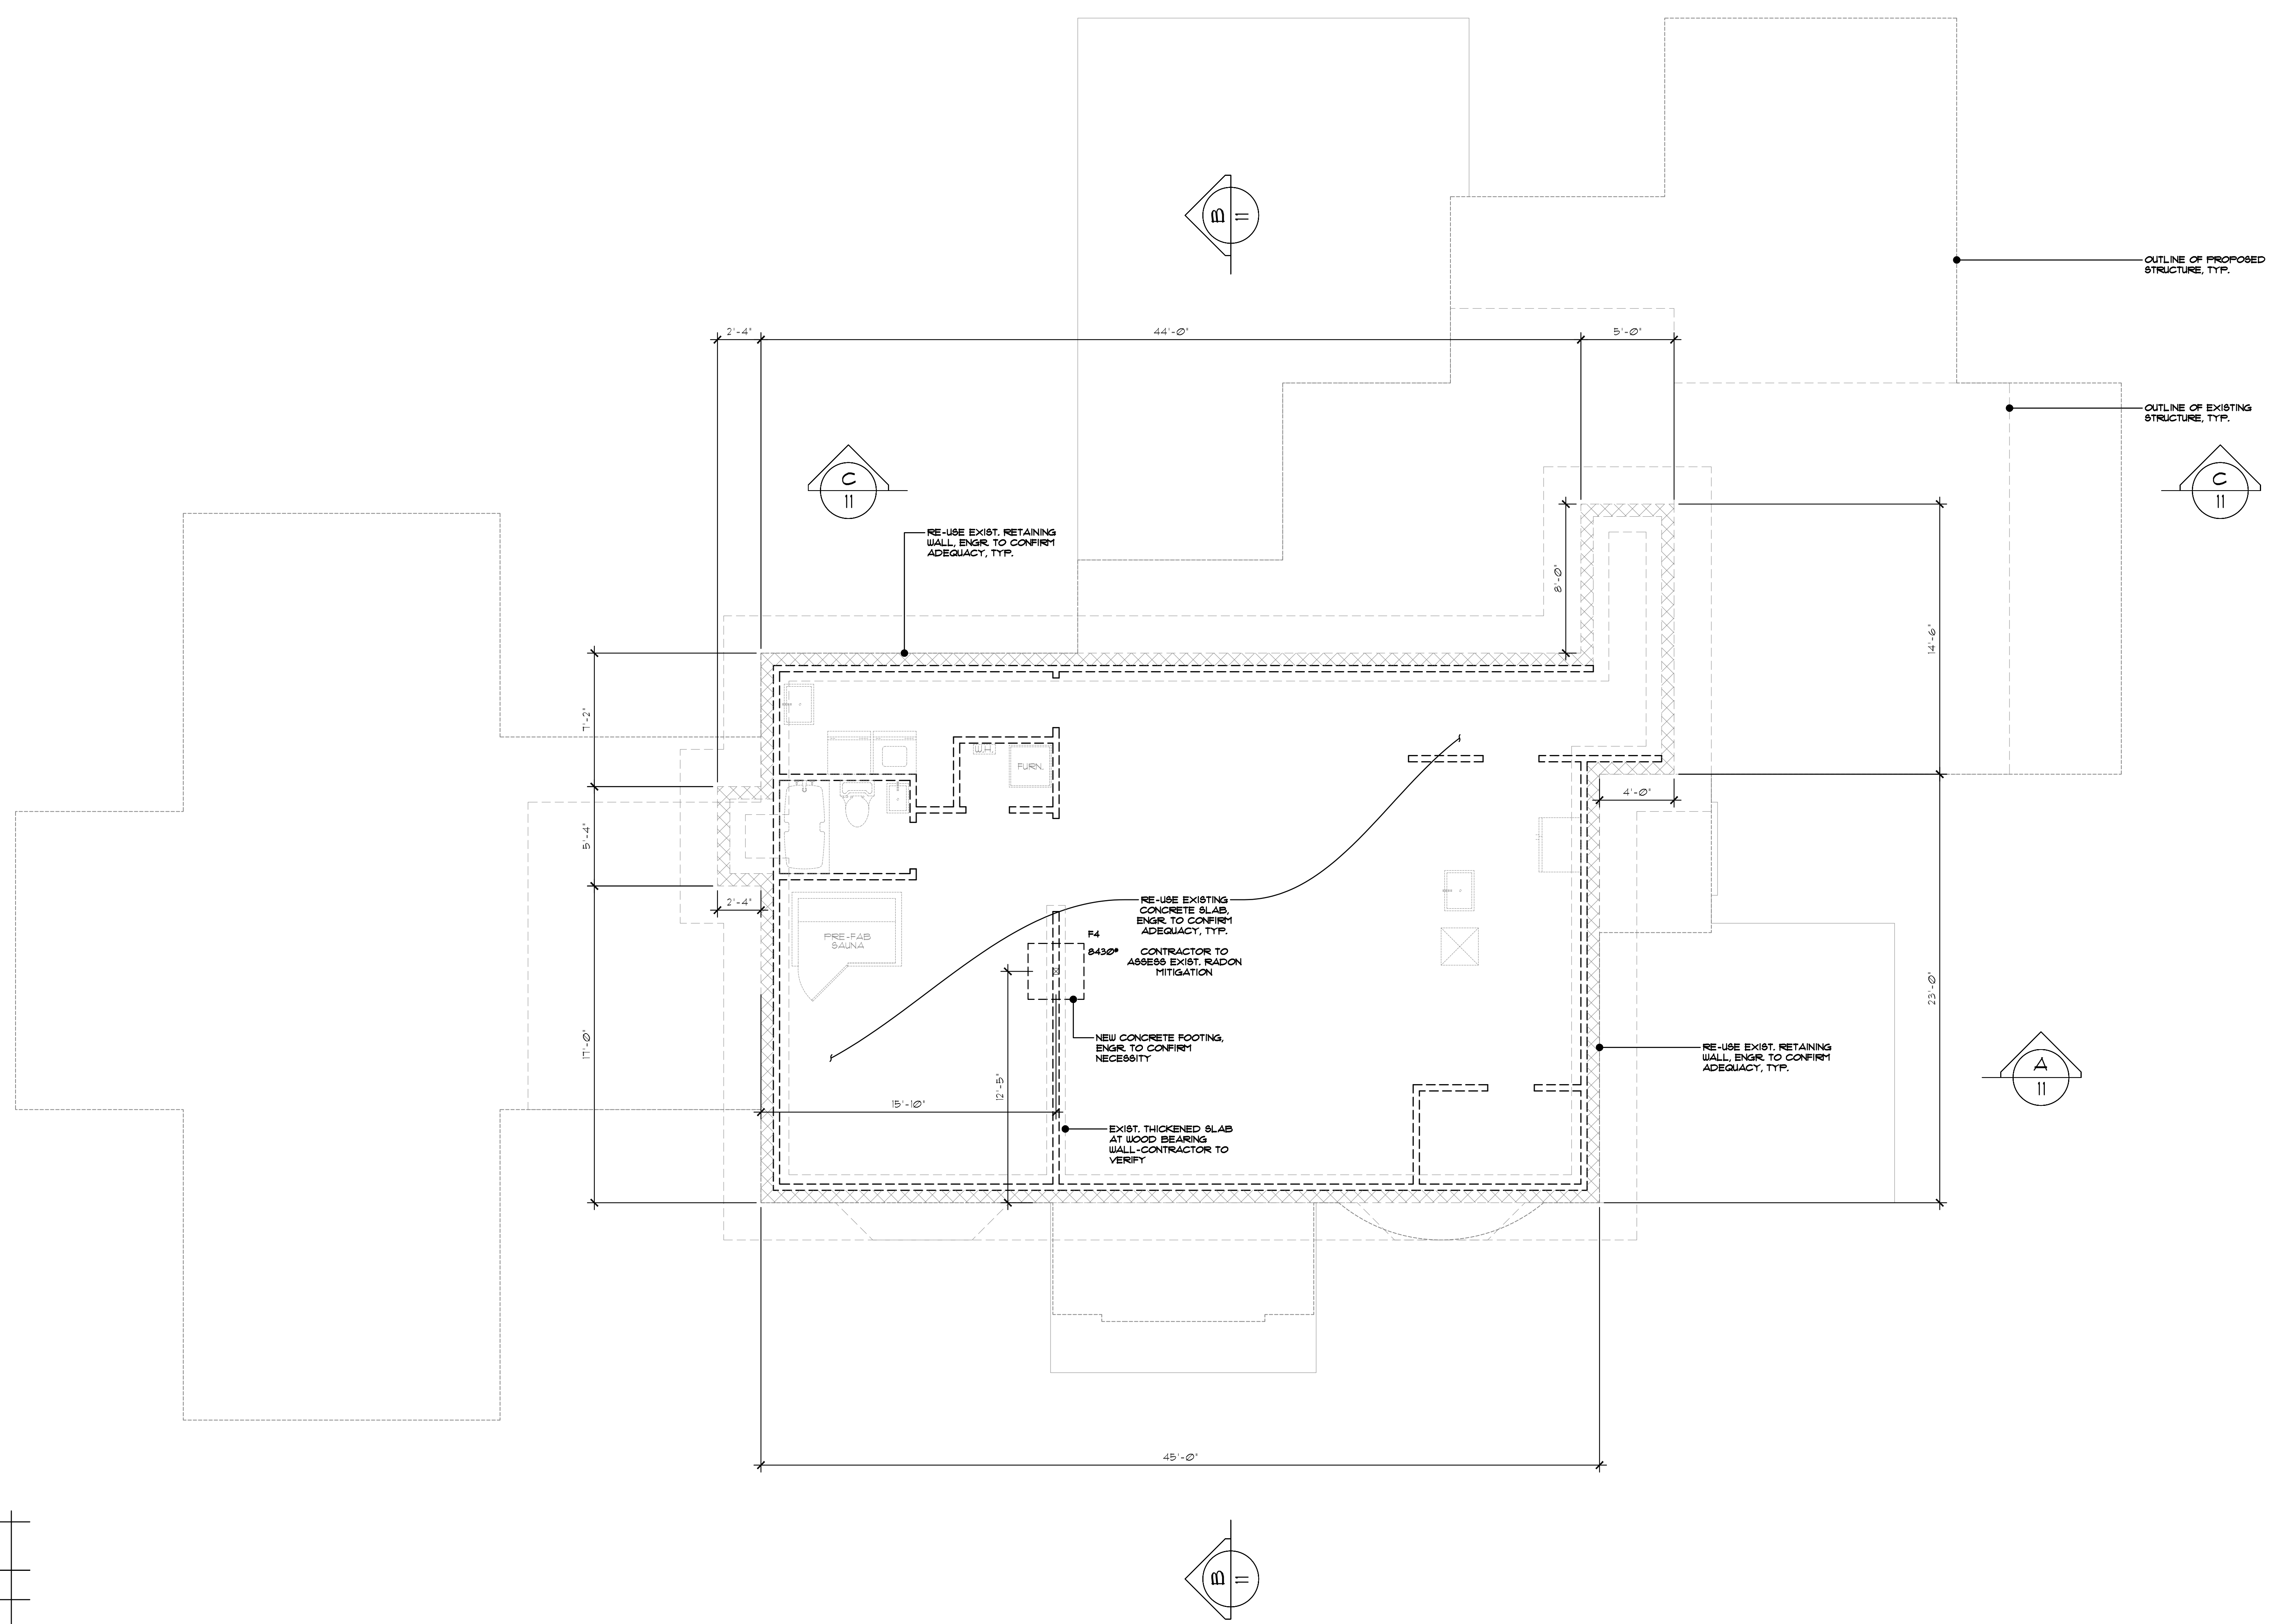 B
11
OUTLINE OF PROPOSED
STRUCTURE, TYP.
2'-4"
44'-0"
5'-0"
OUTLINE OF EXISTING
STRUCTURE, TYP.
C
11
C
11
RE-USE EXIST. RETAINING
WALL, ENGR. TO CONFIRM
ADEQUACY, TYP.
8'-0"
14'-6"
7'-2"
W.H.
FURN.
4'-0"
5'-4"
2'-4"
RE-USE EXISTING
CONCRETE SLAB,
ENGR. TO CONFIRM
ADEQUACY, TYP.
PRE-FAB
SAUNA
F4
8430#
CONTRACTOR TO
ASSESS EXIST. RADON
MITIGATION
23'-0"
17'-0"
NEW CONCRETE FOOTING,
ENGR. TO CONFIRM
NECESSITY
RE-USE EXIST. RETAINING
WALL, ENGR. TO CONFIRM
ADEQUACY, TYP.
A
11
12'-5"
15'-10"
EXIST. THICKENED SLAB
AT WOOD BEARING
WALL-CONTRACTOR TO
VERIFY
45'-0"
B
11